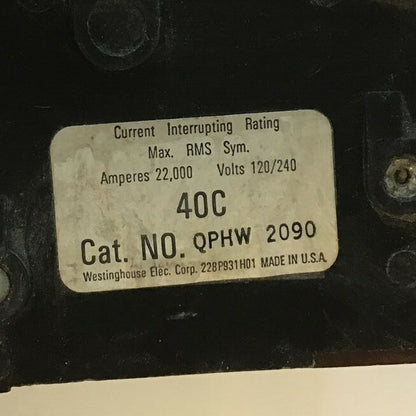 Current Interrupting Rating
Max. RMS Sym.
Amperes 22,000 Volts 120/240
40C
Cat. NO. QPHW 2090
Westinghouse Elec. Corp. 228P931H01 MADE IN U.S.A.